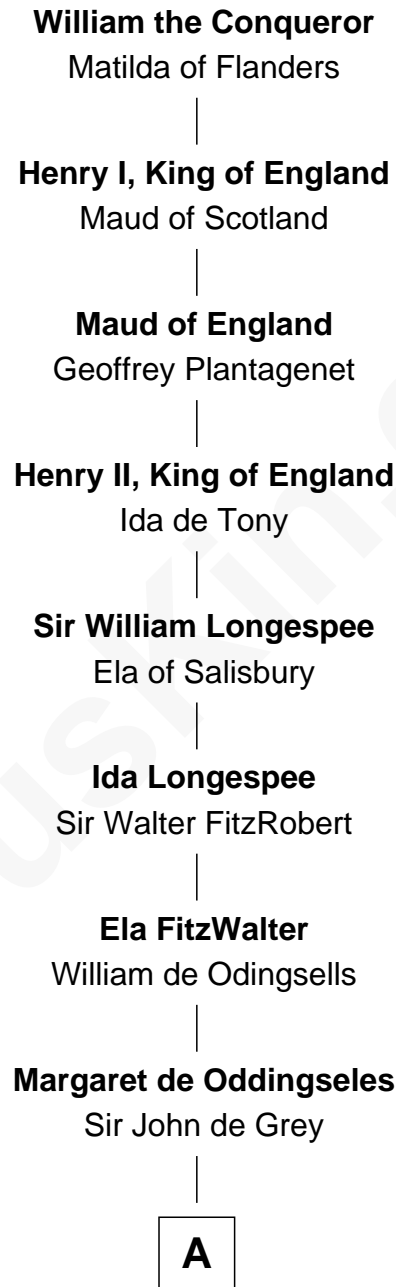 William the Conqueror
Matilda of Flanders
Henry I, King of England
Maud of Scotland
Maud of England
Geoffrey Plantagenet
Henry II, King of England
Ida de Tony
Sir William Longespee
Ela of Salisbury
Ida Longespee
Sir Walter FitzRobert
Ela FitzWalter
William de Odingsells
Margaret de Oddingseles
Sir John de Grey
A